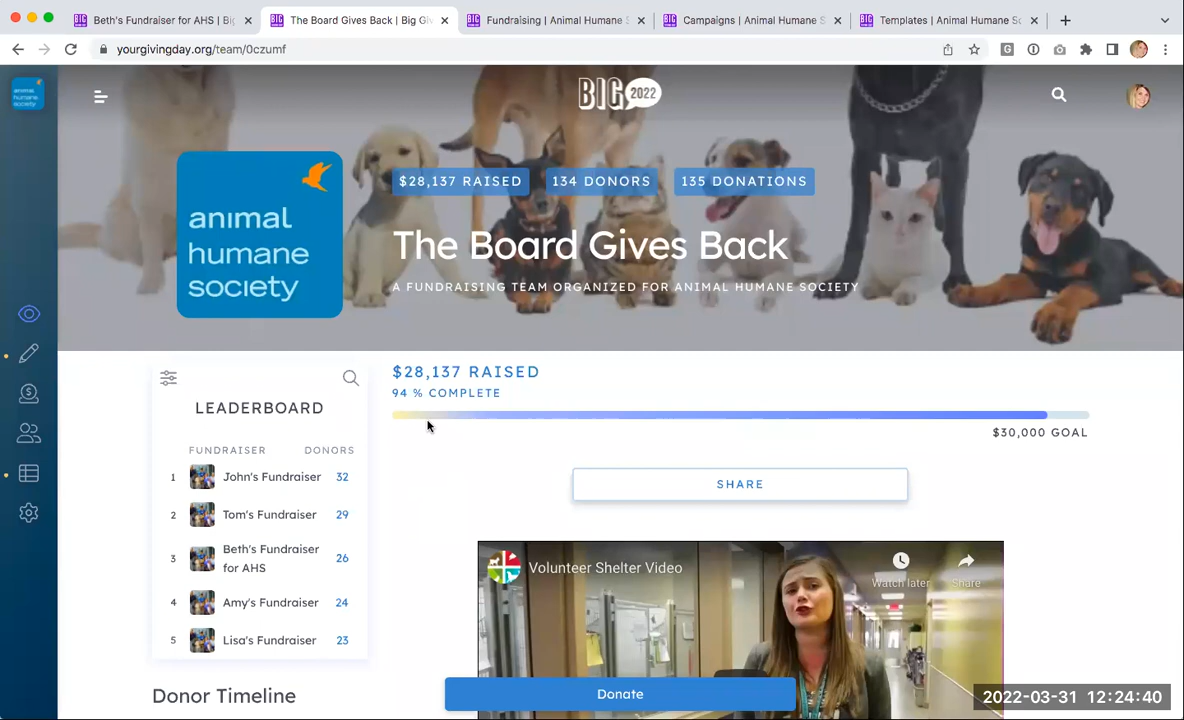 Beth's Fundraiser for AHS | Bi
The Board Gives Back | Big Gi
Fundraising | Animal Humane S
Campaigns | Animal Humane S
Templates | Animal Humane So
yourgivingday.org/team/0czumf
animal
humane
society
BIG 2022
$28,137 RAISED
134 DONORS
135 DONATIONS
animal
humane
society
The Board Gives Back
A FUNDRAISING TEAM ORGANIZED FOR ANIMAL HUMANE SOCIETY
LEADERBOARD
FUNDRAISER DONORS
1 John's Fundraiser 32
2 Tom's Fundraiser 29
3 Beth's Fundraiser for AHS 26
4 Amy's Fundraiser 24
5 Lisa's Fundraiser 23
Donor Timeline
$28,137 RAISED
94 % COMPLETE
$30,000 GOAL
SHARE
Volunteer Shelter Video
Watch later
Share
Donate
2022-03-31 12:24:40